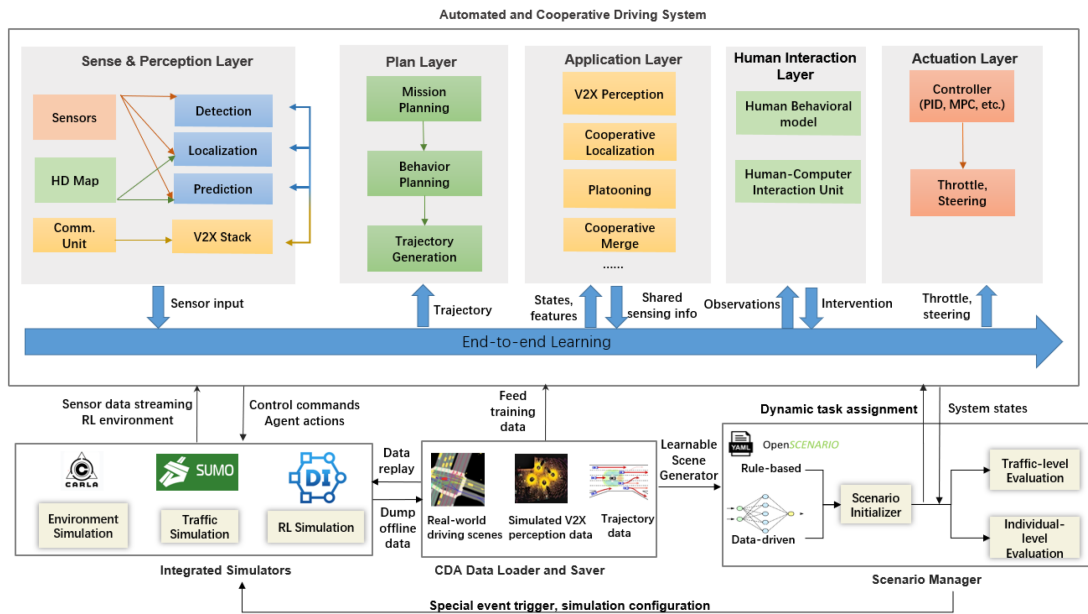 Automated and Cooperative Driving System
Sense & Perception Layer
Sensors
HD Map
Comm.
Unit
Detection
Localization
Prediction
V2X Stack
Plan Layer
Mission
Planning
Behavior
Planning
Trajectory
Generation
Application Layer
V2X Perception
Cooperative
Localization
Platooning
Cooperative
Merge
......
Human Interaction
Layer
Human Behavioral
model
Human-Computer
Interaction Unit
Actuation Layer
Controller
(PID, MPC, etc.)
Throttle,
Steering
Sensor input
Trajectory
States,
features
Shared
sensing info
Observations
Intervention
Throttle,
steering
End-to-end Learning
Sensor data streaming
RL environment
Control commands
Agent actions
Feed
training
data
Dynamic task assignment
System states
CARLA
SUMO
DI
Environment
Simulation
Traffic
Simulation
RL Simulation
Integrated Simulators
Data
replay
Dump
offline
data
Real-world
driving scenes
Simulated V2X
perception data
Trajectory
data
CDA Data Loader and Saver
Learnable
Scene
Generator
YAML
OpenSCENARIO
Rule-based
Data-driven
Scenario
Initializer
Traffic-level
Evaluation
Individual-
level
Evaluation
Scenario Manager
Special event trigger, simulation configuration